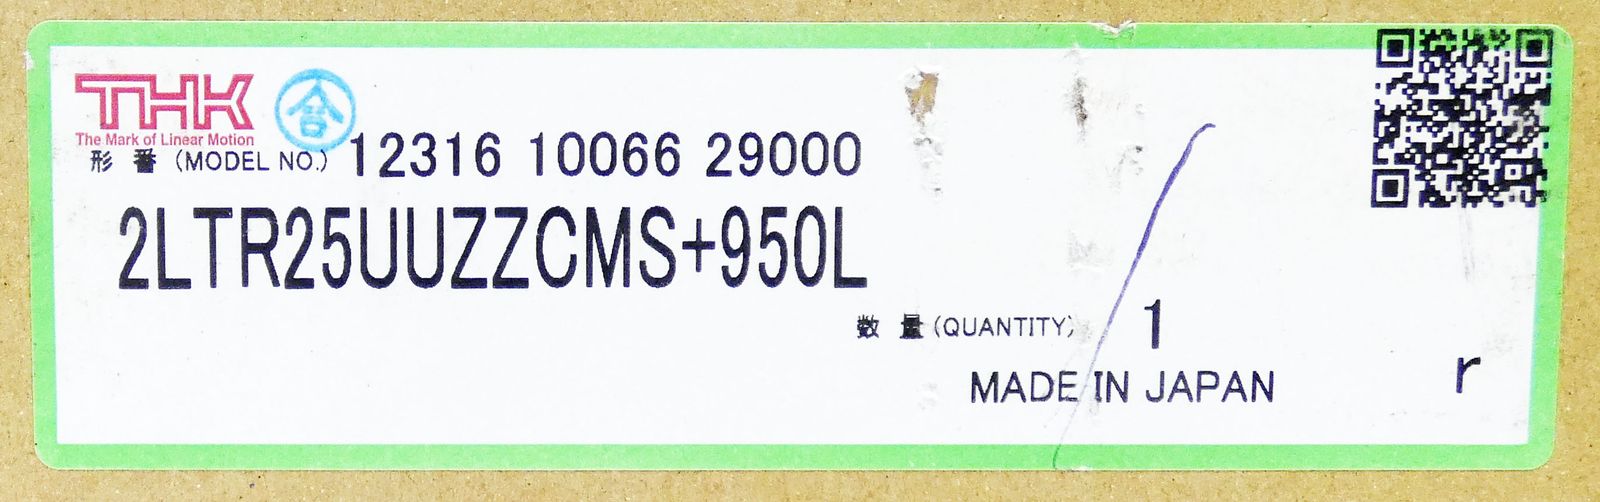 THK
合
The Mark of Linear Motion
形 番 (MODEL NO.) 12316 10066 29000
2LTR25UUZZCMS+950L
数 量 (QUANTITY) 1
MADE IN JAPAN
r